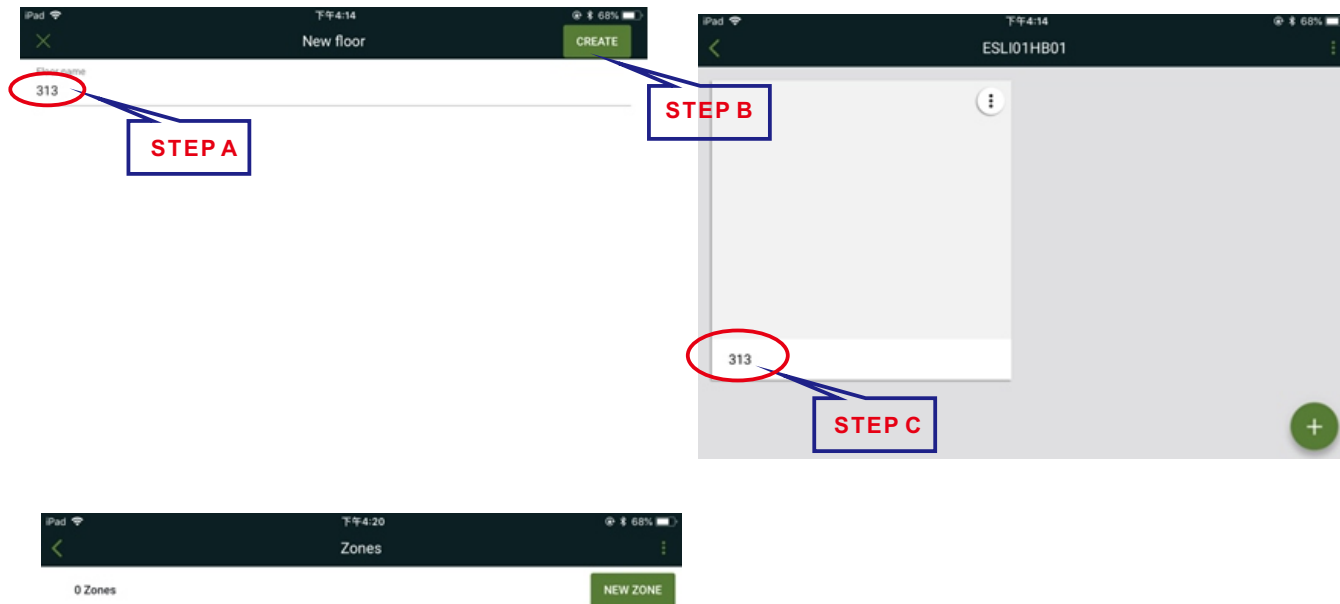 iPad 下午4:14 68%
New floor CREATE
Floor name
313
STEP A
STEP B
iPad 下午4:14 68%
ESLI01HB01
313
STEP C
iPad 下午4:20 68%
Zones
0 Zones NEW ZONE